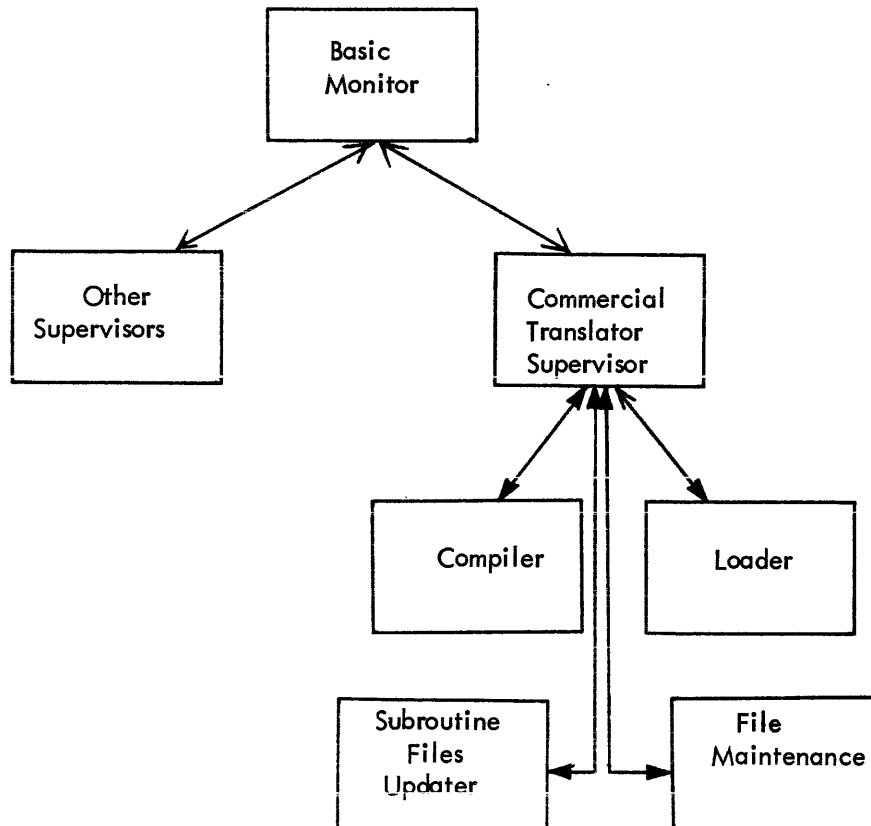 Basic
Monitor
Other
Supervisors
Commercial
Translator
Supervisor
Compiler
Loader
Subroutine
Files
Updater
File
Maintenance